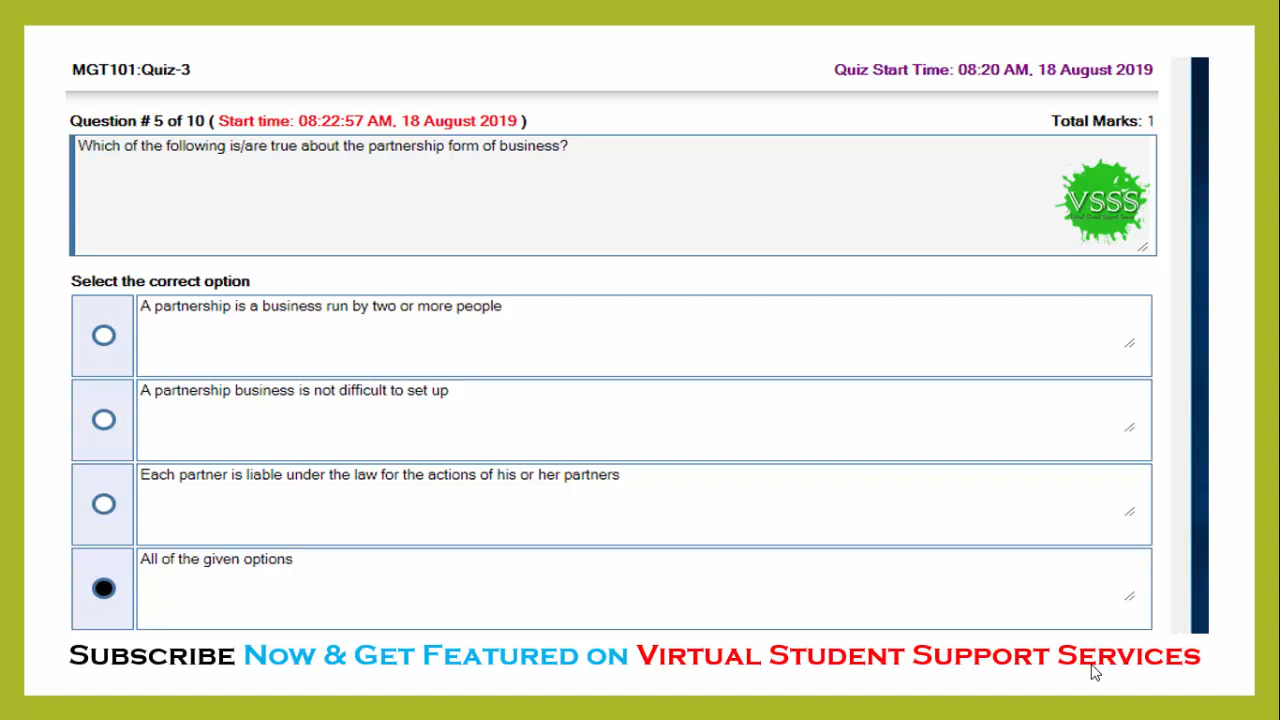 MGT101:Quiz-3
Quiz Start Time: 08:20 AM, 18 August 2019
Question # 5 of 10 ( Start time: 08:22:57 AM, 18 August 2019 )
Total Marks: 1
Which of the following is/are true about the partnership form of business?
VSSS
Select the correct option
A partnership is a business run by two or more people
A partnership business is not difficult to set up
Each partner is liable under the law for the actions of his or her partners
All of the given options
SUBSCRIBE NOW & GET FEATURED ON VIRTUAL STUDENT SUPPORT SERVICES